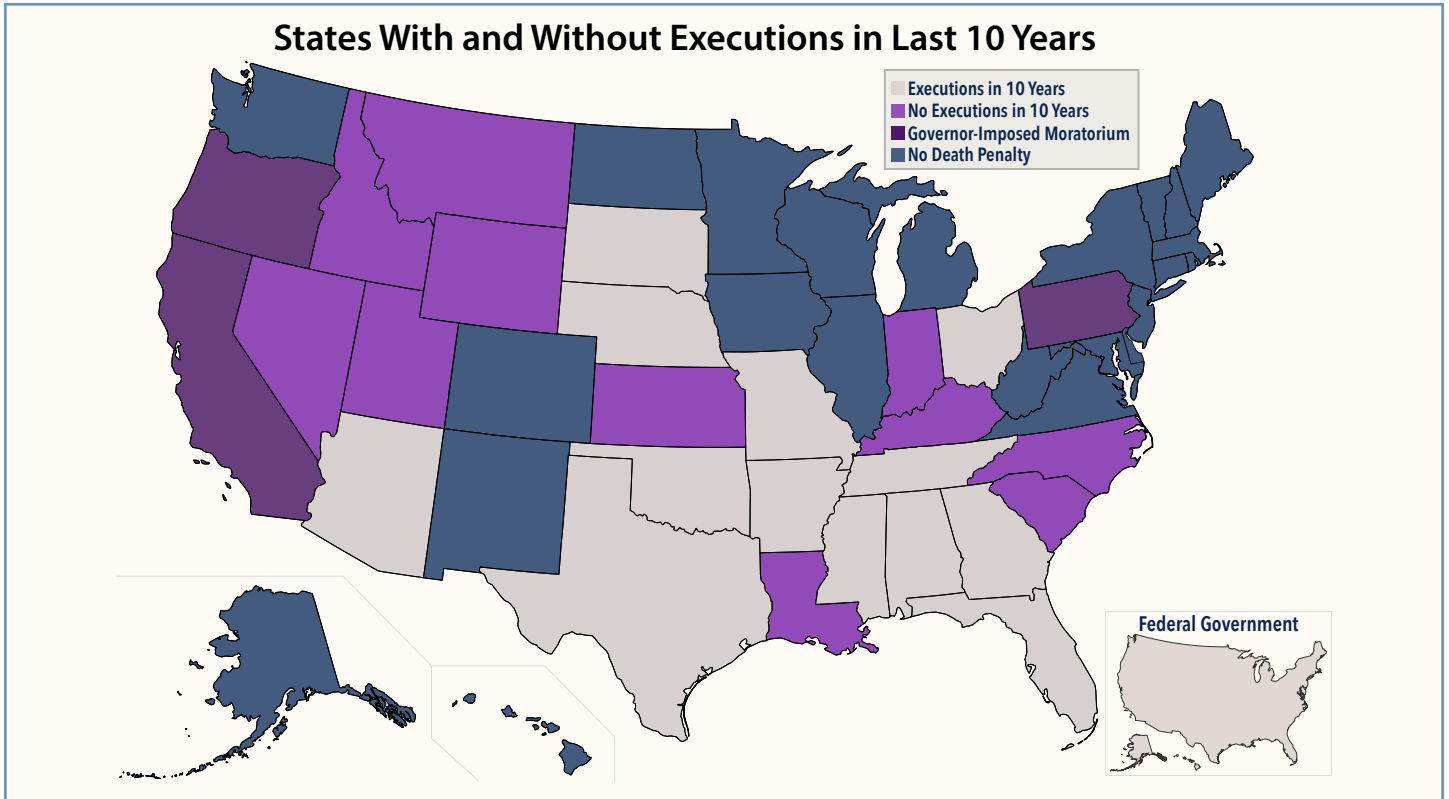 States With and Without Executions in Last 10 Years
Executions in 10 Years
No Executions in 10 Years
Governor-Imposed Moratorium
No Death Penalty
Federal Government